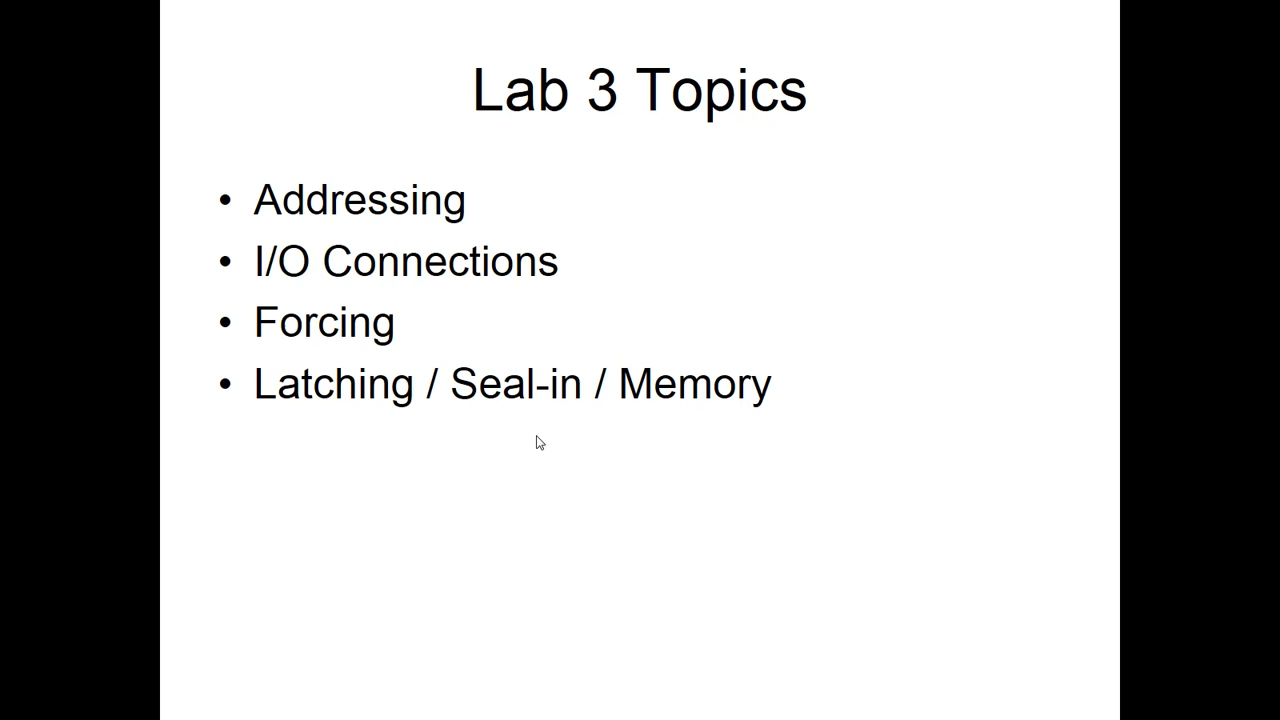 Lab 3 Topics
• Addressing
• I/O Connections
• Forcing
• Latching / Seal-in / Memory